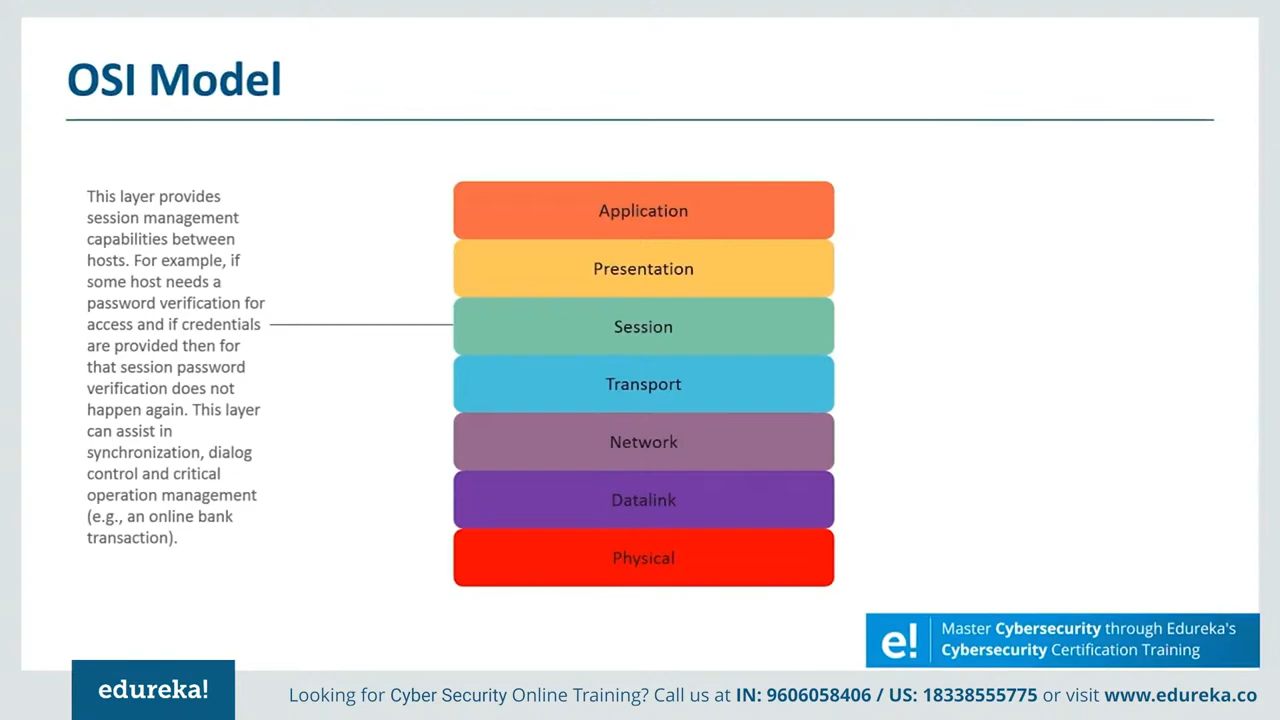 OSI Model
This layer provides
session management
capabilities between
hosts. For example, if
some host needs a
password verification for
access and if credentials
are provided then for
that session password
verification does not
happen again. This layer
can assist in
synchronization, dialog
control and critical
operation management
(e.g., an online bank
transaction).
Application
Presentation
Session
Transport
Network
Datalink
Physical
e!
Master Cybersecurity through Edureka's
Cybersecurity Certification Training
edureka!
Looking for Cyber Security Online Training? Call us at IN: 9606058406 / US: 18338555775 or visit www.edureka.co